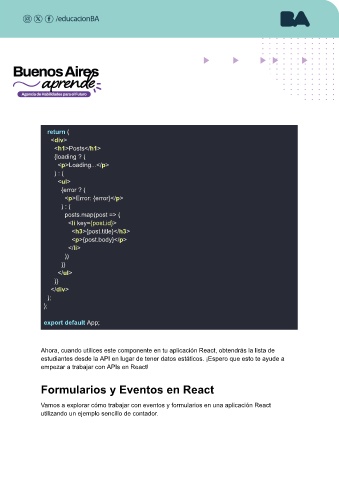 /educacionBA
BA
Buenos Aires
aprende
Agencia de Habilidades para el Futuro
return (
<div>
<h1>Posts</h1>
{loading ? (
<p>Loading...</p>
) : (
<ul>
{error ? (
<p>Error: {error}</p>
) : (
posts.map(post => (
<li key={post.id}>
<h3>{post.title}</h3>
<p>{post.body}</p>
</li>
))
)}
</ul>
)}
</div>
);
};
export default App;
Ahora, cuando utilices este componente en tu aplicación React, obtendrás la lista de
estudiantes desde la API en lugar de tener datos estáticos. ¡Espero que esto te ayude a
empezar a trabajar con APIs en React!
Formularios y Eventos en React
Vamos a explorar cómo trabajar con eventos y formularios en una aplicación React
utilizando un ejemplo sencillo de contador.